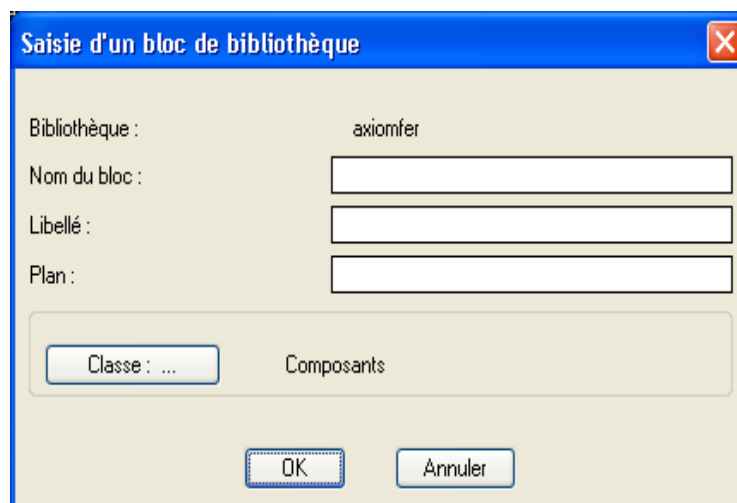 Saisie d'un bloc de bibliothèque
Bibliothèque : axiomfer
Nom du bloc :
Libellé :
Plan :
Classe : ... Composants
OK Annuler